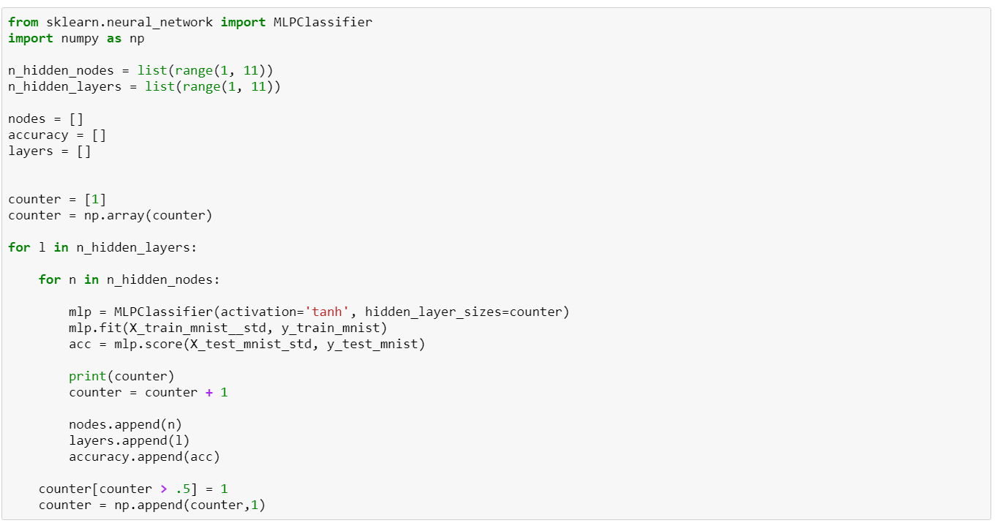 from sklearn.neural_network import MLPClassifier
import numpy as np

n_hidden_nodes = list(range(1, 11))
n_hidden_layers = list(range(1, 11))

nodes = []
accuracy = []
layers = []


counter = [1]
counter = np.array(counter)

for l in n_hidden_layers:

    for n in n_hidden_nodes:

        mlp = MLPClassifier(activation='tanh', hidden_layer_sizes=counter)
        mlp.fit(X_train_mnist__std, y_train_mnist)
        acc = mlp.score(X_test_mnist_std, y_test_mnist)

        print(counter)
        counter = counter + 1

        nodes.append(n)
        layers.append(l)
        accuracy.append(acc)

    counter[counter > .5] = 1
    counter = np.append(counter,1)